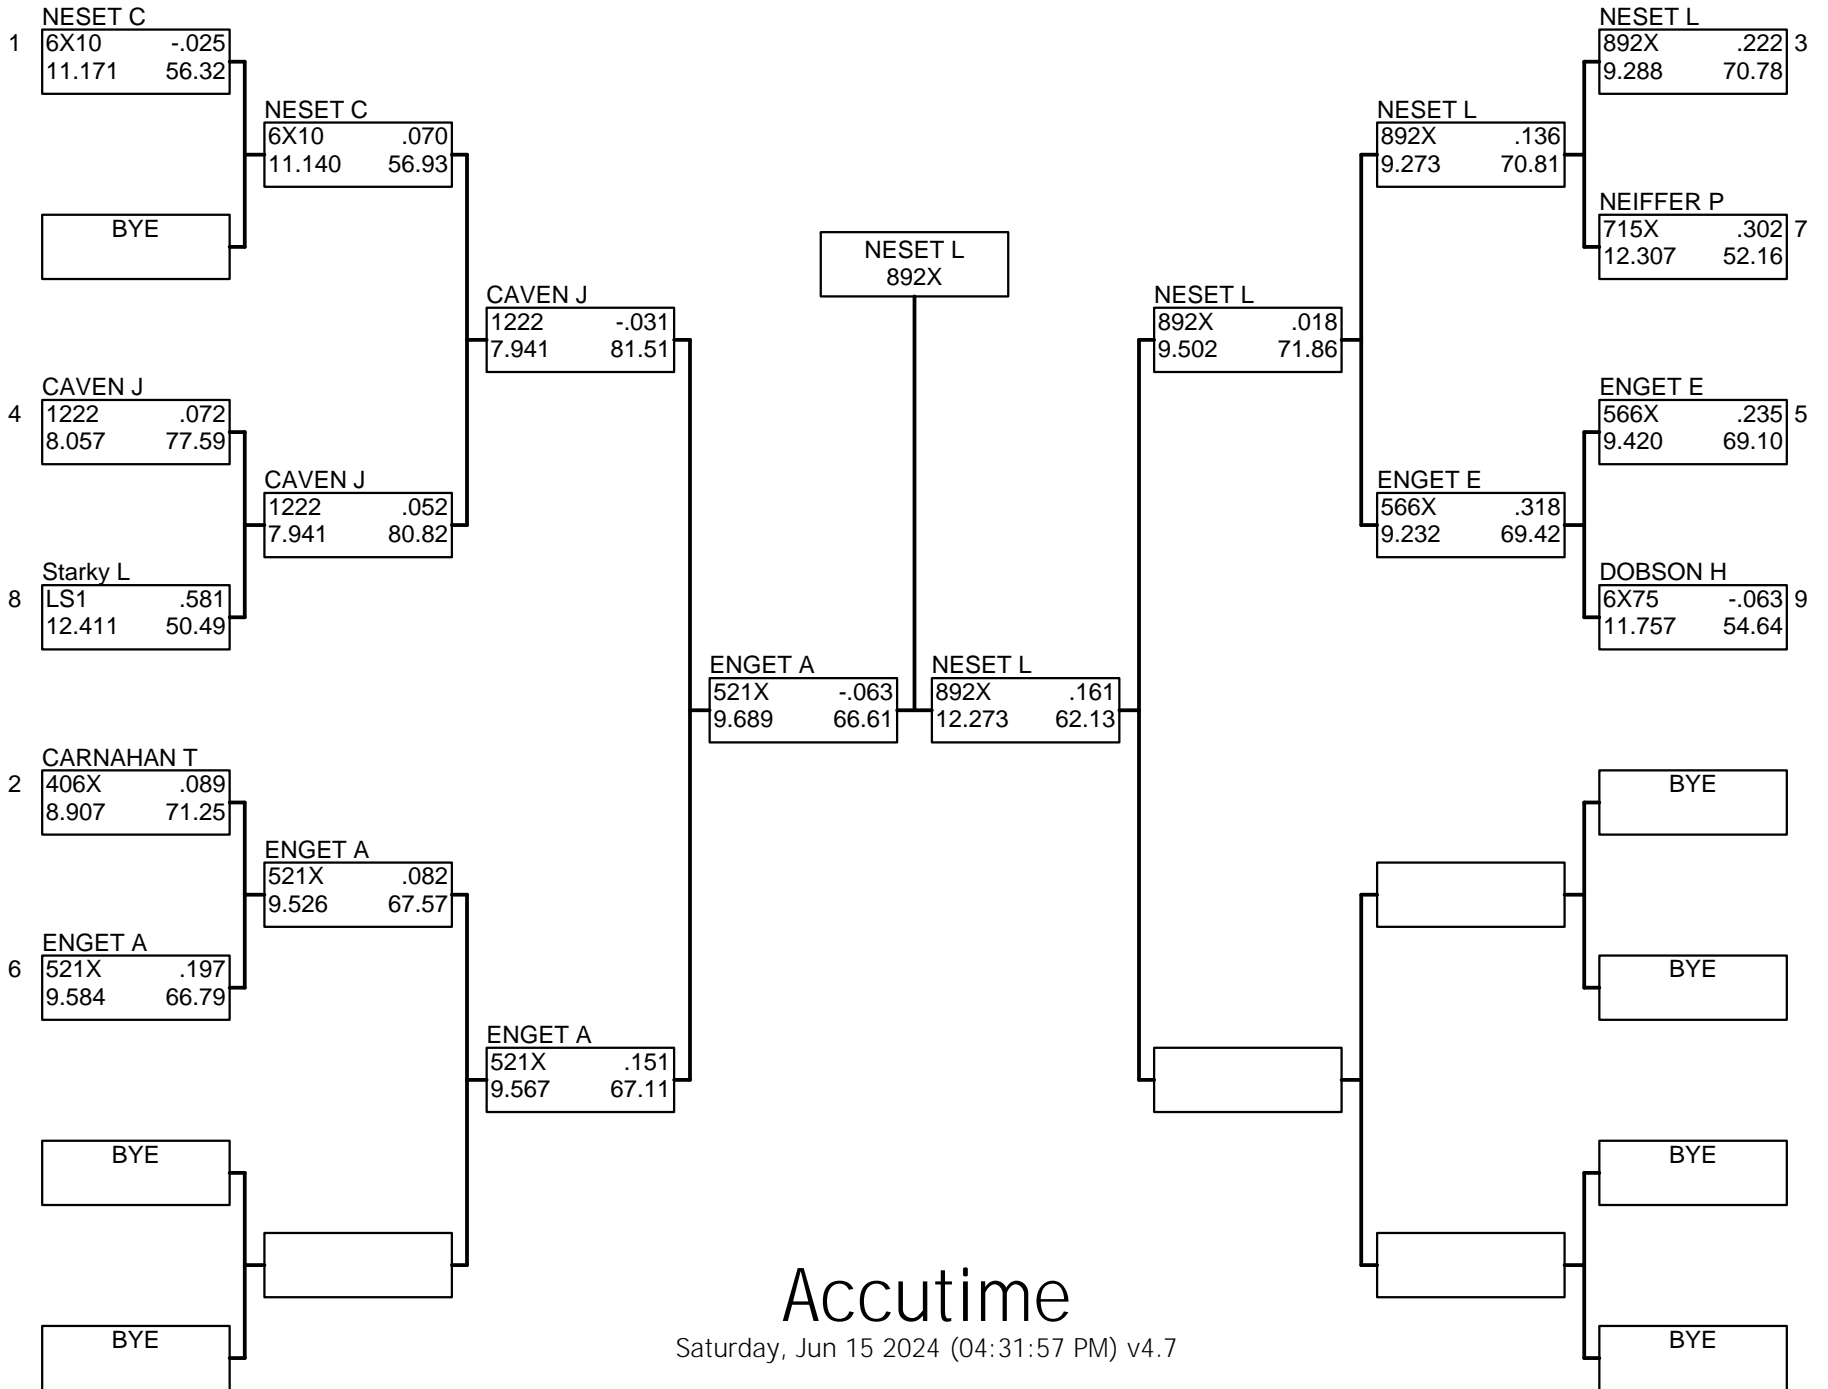 NESET C
1 6X10 -.025
11.171 56.32
BYE
CAVEN J
4 1222 .072
8.057 77.59
Starky L
8 LS1 .581
12.411 50.49
CARNAHAN T
2 406X .089
8.907 71.25
ENGET A
6 521X .197
9.584 66.79
BYE
BYE
NESET C
6X10 .070
11.140 56.93
CAVEN J
1222 .052
7.941 80.82
ENGET A
521X .082
9.526 67.57
CAVEN J
1222 -.031
7.941 81.51
ENGET A
521X .151
9.567 67.11
ENGET A
521X -.063
9.689 66.61
NESET L
892X
NESET L
892X .161
12.273 62.13
NESET L
892X .018
9.502 71.86
NESET L
892X .136
9.273 70.81
ENGET E
566X .318
9.232 69.42
NESET L
892X .222 3
9.288 70.78
NEIFFER P
715X .302 7
12.307 52.16
ENGET E
566X .235 5
9.420 69.10
DOBSON H
6X75 -.063 9
11.757 54.64
BYE
BYE
BYE
BYE
Accutime
Saturday, Jun 15 2024 (04:31:57 PM) v4.7